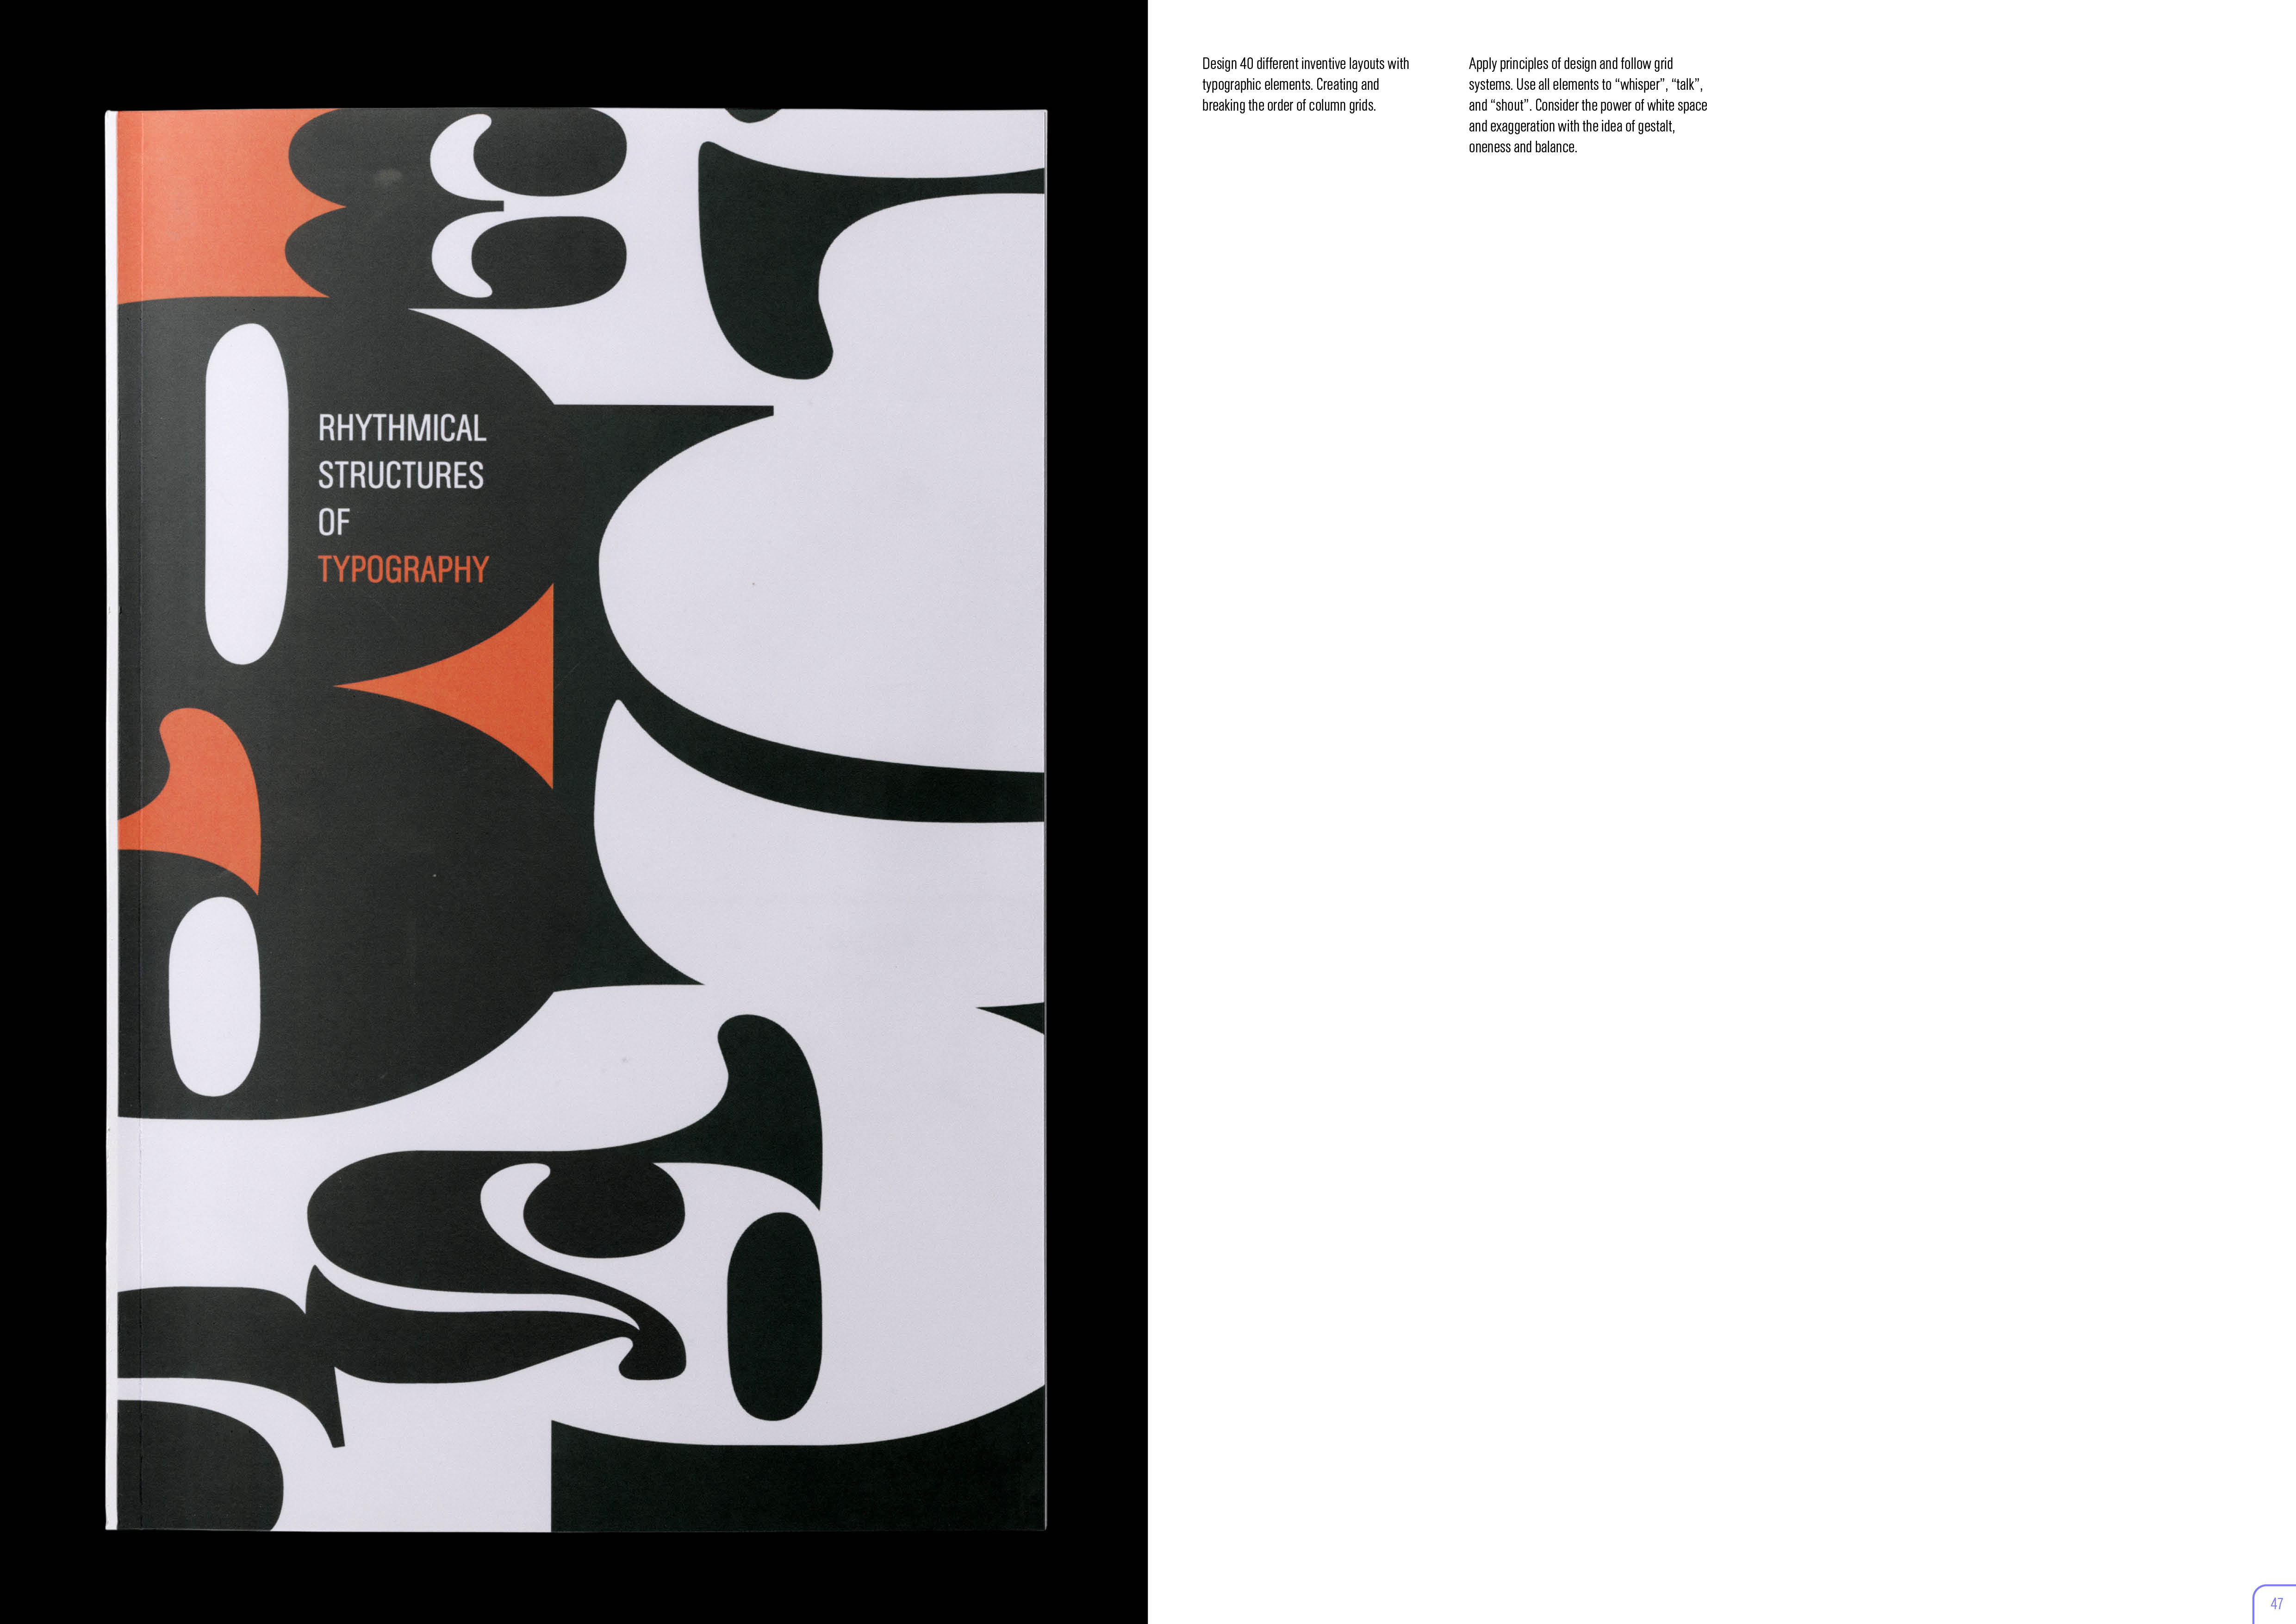 RHYTHMICAL
STRUCTURES
OF
TYPOGRAPHY
Design 40 different inventive layouts with
typographic elements. Creating and
breaking the order of column grids.
Apply principles of design and follow grid
systems. Use all elements to “whisper”, “talk”,
and “shout”. Consider the power of white space
and exaggeration with the idea of gestalt,
oneness and balance.
47